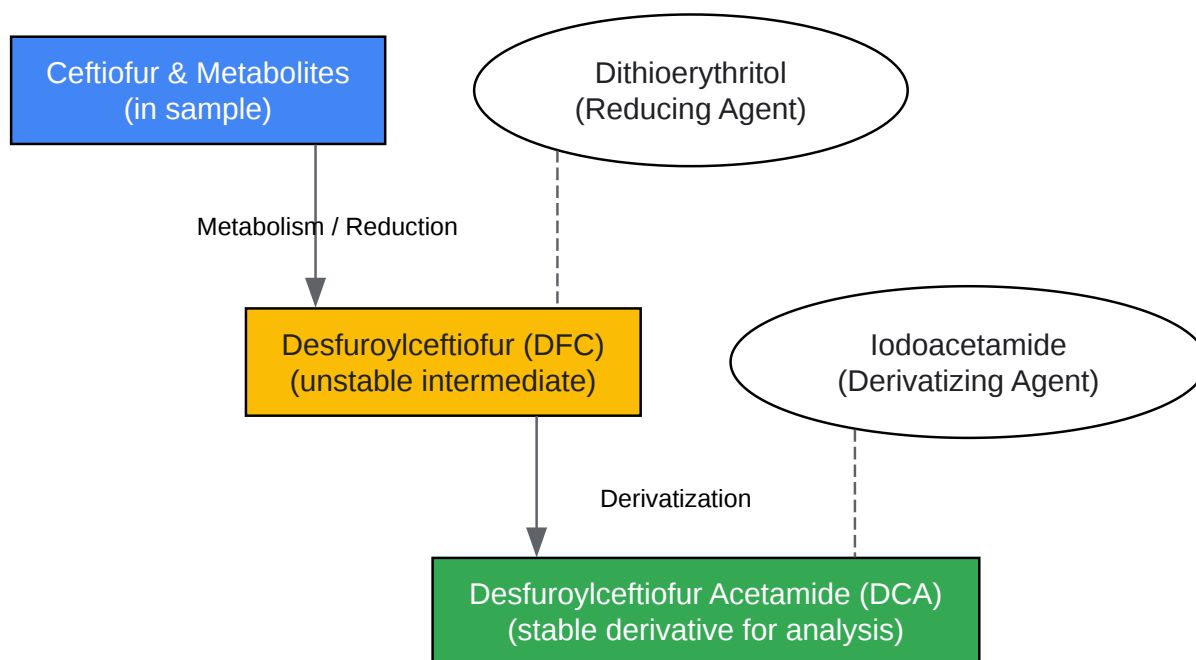 Ceftiofur & Metabolites
(in sample)
Dithioerythritol
(Reducing Agent)
Metabolism / Reduction
Desfuroylceftiofur (DFC)
(unstable intermediate)
Iodoacetamide
(Derivatizing Agent)
Derivatization
Desfuroylceftiofur Acetamide (DCA)
(stable derivative for analysis)